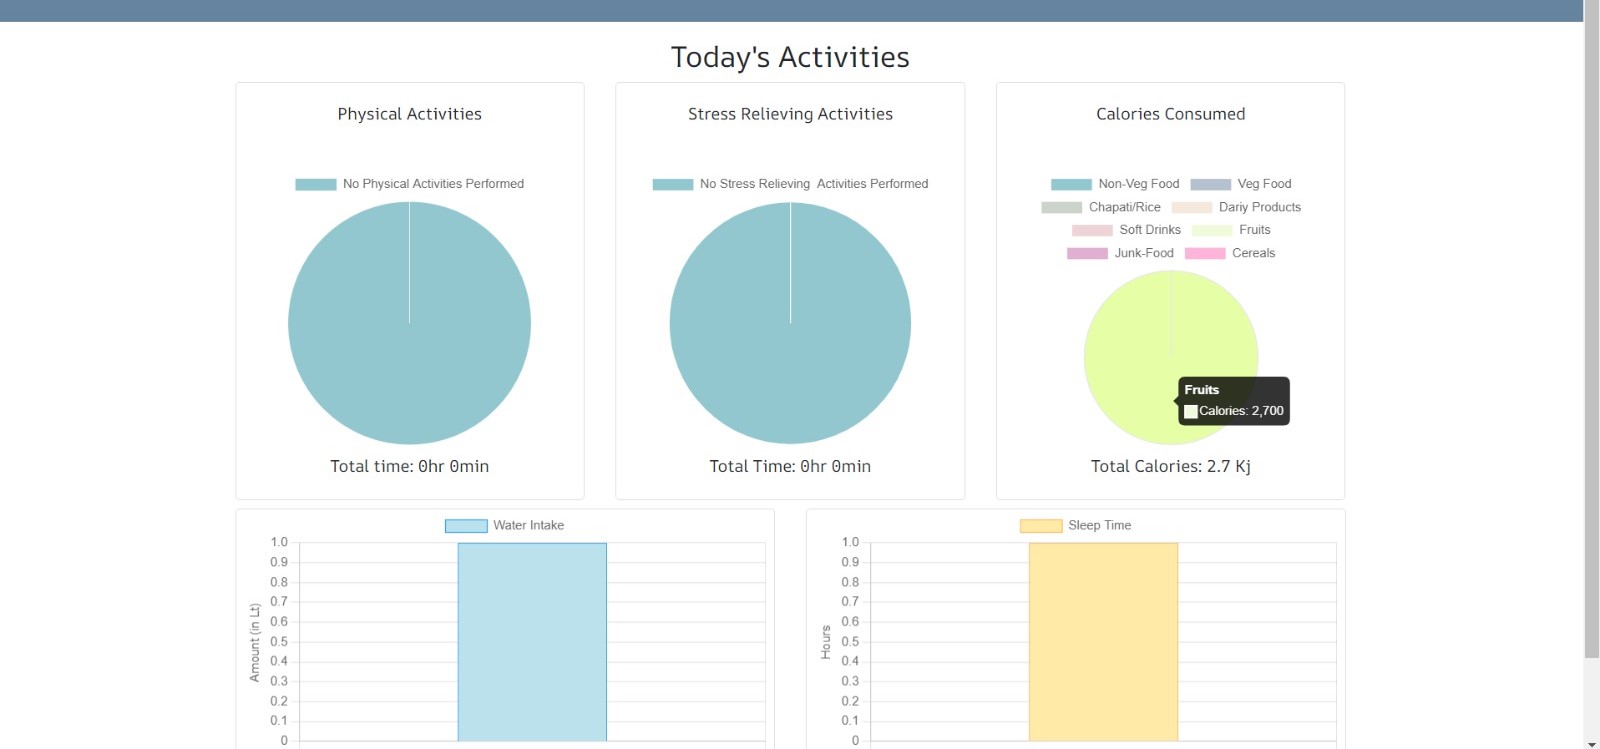 Today's Activities
Physical Activities
No Physical Activities Performed
Total time: 0hr 0min
Stress Relieving Activities
No Stress Relieving  Activities Performed
Total Time: 0hr 0min
Calories Consumed
Non-Veg Food Veg Food
Chapati/Rice Dariy Products
Soft Drinks Fruits
Junk-Food Cereals
Fruits
Calories: 2,700
Total Calories: 2.7 Kj
Water Intake
Amount (in Lt)
1.0
0.9
0.8
0.7
0.6
0.5
0.4
0.3
0.2
0.1
0
Sleep Time
Hours
1.0
0.9
0.8
0.7
0.6
0.5
0.4
0.3
0.2
0.1
0